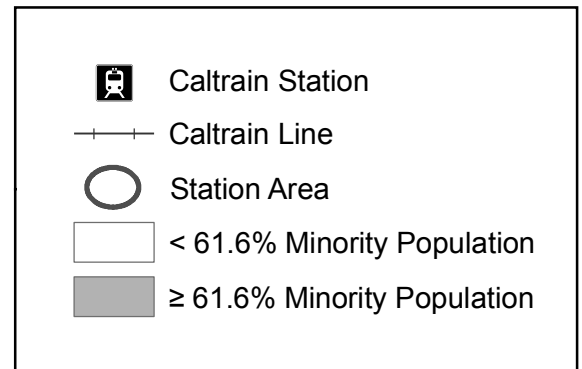 Caltrain Station
Caltrain Line
Station Area
< 61.6% Minority Population
≥ 61.6% Minority Population